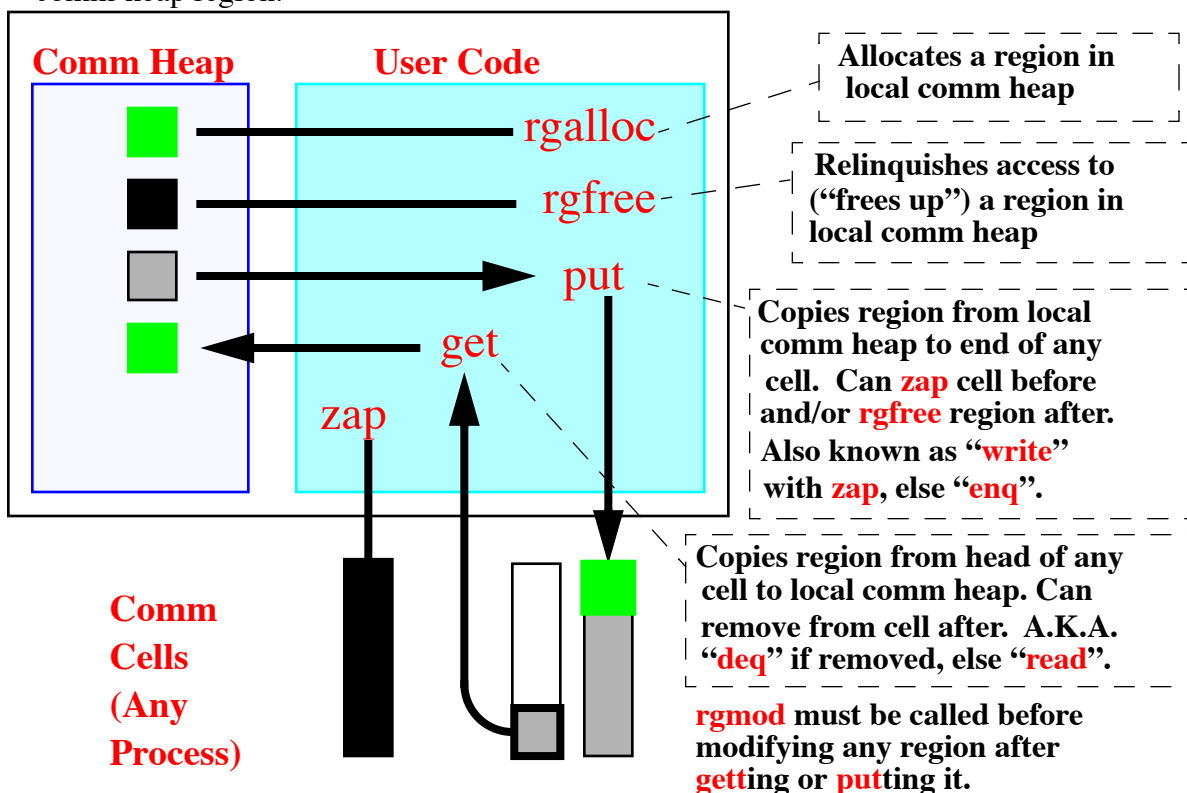 comm heap region.
Comm Heap
User Code
rgalloc
rgfree
put
get
zap
Allocates a region in
local comm heap
Relinquishes access to
(“frees up”) a region in
local comm heap
Copies region from local
comm heap to end of any
cell. Can zap cell before
and/or rgfree region after.
Also known as “write”
with zap, else “enq”.
Copies region from head of any
cell to local comm heap. Can
remove from cell after. A.K.A.
“deq” if removed, else “read”.
rgmod must be called before
modifying any region after
getting or putting it.
Comm
Cells
(Any
Process)